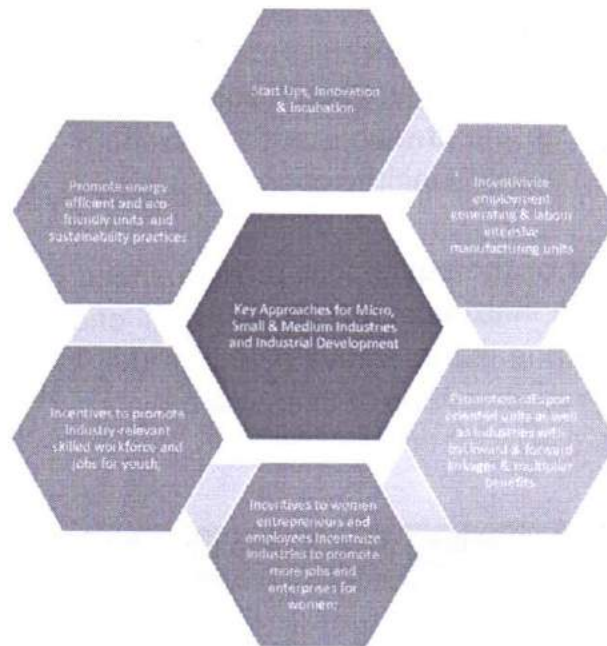 Start Ups, Innovation
& Incubation
Incentivivize
employment
generating & labour
intensive
manufacturing units
Promotion of export
oriented units as well
as industries with
backward & forward
linkages & multiplier
benefits
Incentives to women
entrepreneurs and
employees Incentivize
industries to promote
more jobs and
enterprises for
women;
Incentives to promote
industry-relevant
skilled workforce and
jobs for youth;
Promote energy
efficient and eco-
friendly units and
sustainability practices
Key Approaches for Micro,
Small & Medium Industries
and Industrial Development